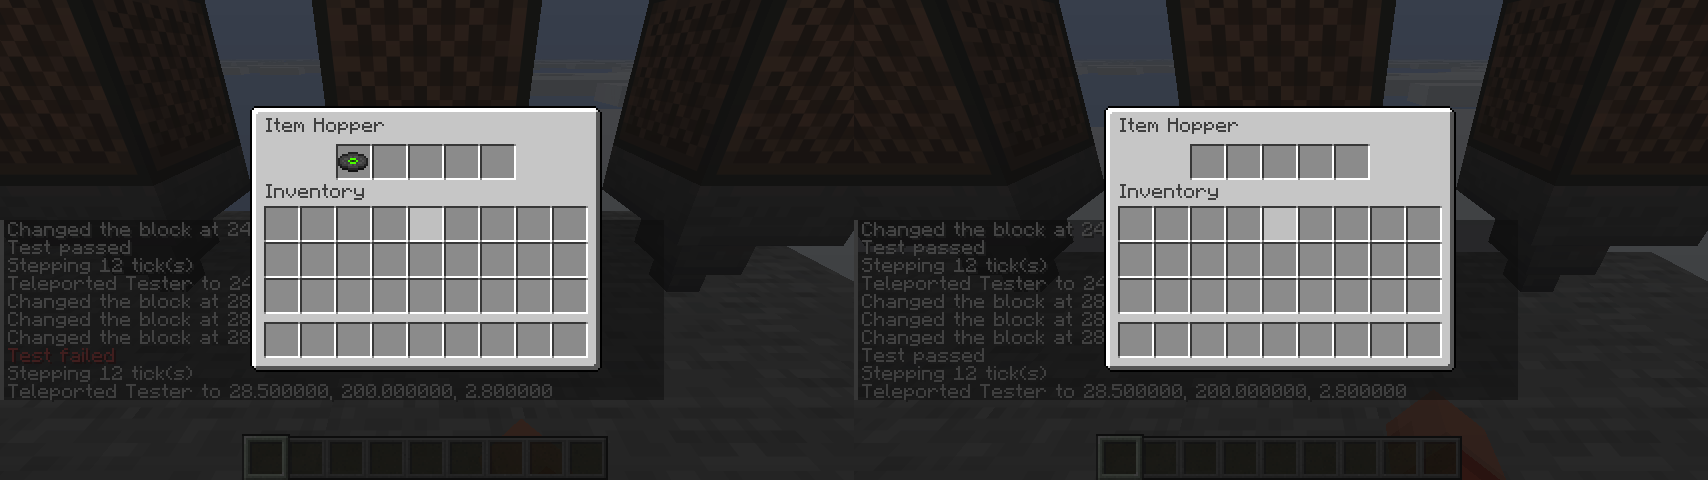 Item Hopper
Inventory
Changed the block at 24
Test passed
Stepping 12 tick(s)
Teleported Tester to 24
Changed the block at 28
Changed the block at 28
Changed the block at 28
Test failed
Stepping 12 tick(s)
Teleported Tester to 28.500000, 200.000000, 2.800000
Item Hopper
Inventory
Changed the block at 24
Test passed
Stepping 12 tick(s)
Teleported Tester to 24
Changed the block at 28
Changed the block at 28
Changed the block at 28
Test passed
Stepping 12 tick(s)
Teleported Tester to 28.500000, 200.000000, 2.800000